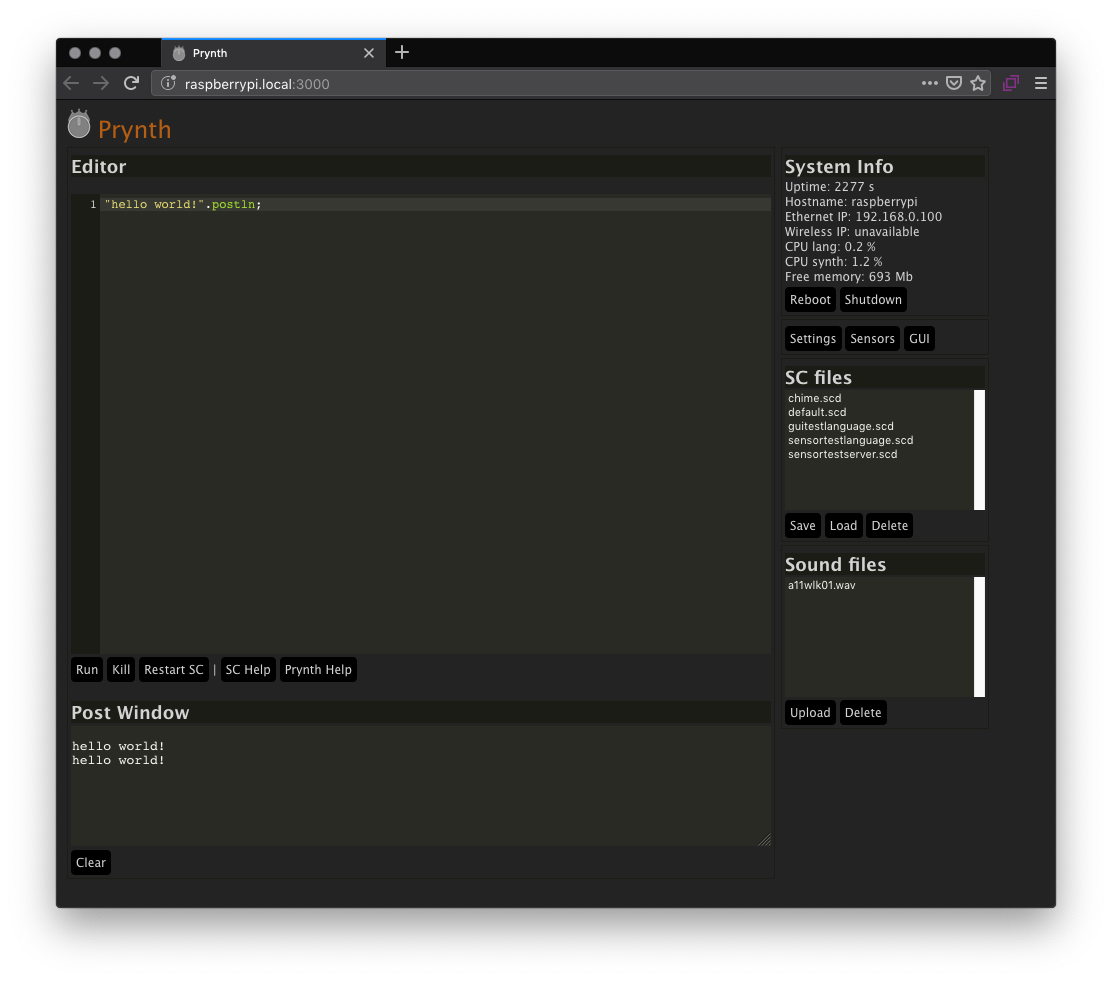 Prynth
raspberrypi.local:3000
Prynth
Editor
1 "hello world!".postln;
Run Kill Restart SC | SC Help Prynth Help
Post Window
hello world!
hello world!
Clear
System Info
Uptime: 2277 s
Hostname: raspberrypi
Ethernet IP: 192.168.0.100
Wireless IP: unavailable
CPU lang: 0.2 %
CPU synth: 1.2 %
Free memory: 693 Mb
Reboot Shutdown
Settings Sensors GUI
SC files
chime.scd
default.scd
guitestlanguage.scd
sensortestlanguage.scd
sensortestserver.scd
Save Load Delete
Sound files
a11wlk01.wav
Upload Delete